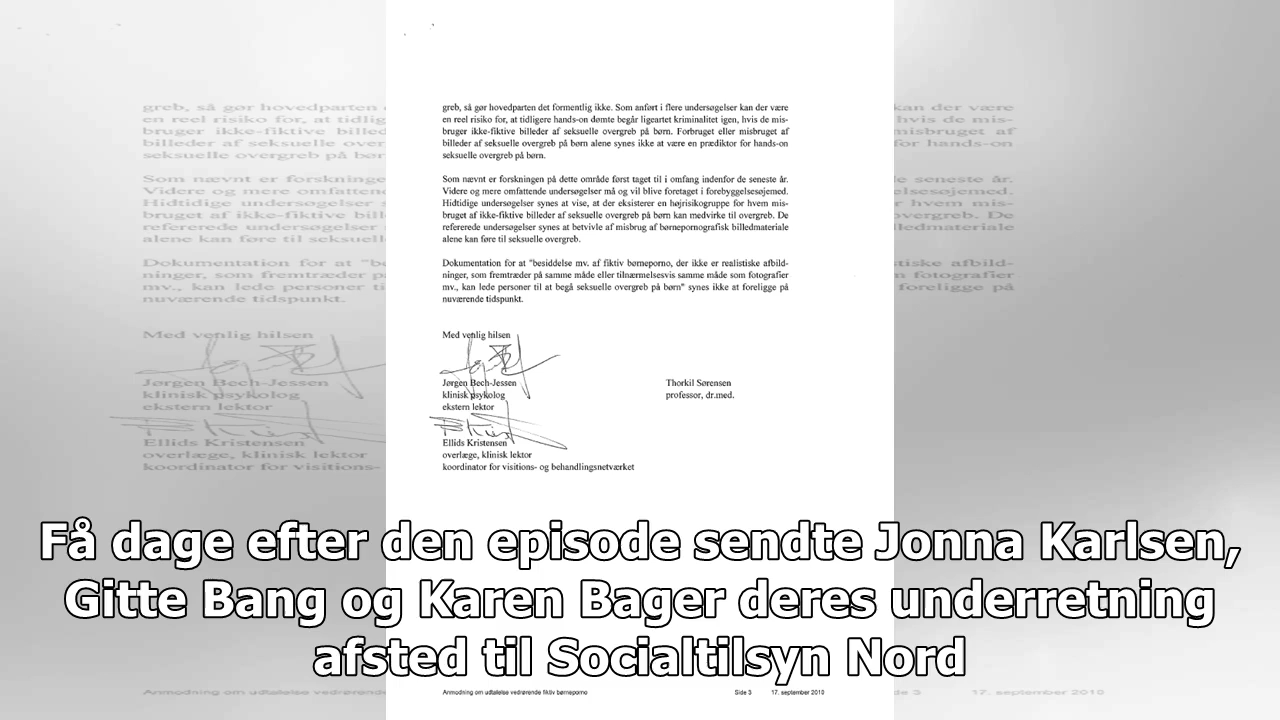 greb, så gør hovedparten det formentlig ikke. Som anført i flere undersøgelser kan der være
en reel risiko for, at tidligere hands-on dømte begår ligeartet kriminalitet igen, hvis de mis-
bruger ikke-fiktive billeder af seksuelle overgreb på børn. Forbruget eller misbruget af
billeder af seksuelle overgreb på børn alene synes ikke at være en prædiktor for hands-on
seksuelle overgreb på børn.
Som nævnt er forskningen på dette område først taget til i omfang indenfor de seneste år.
Videre og mere omfattende undersøgelser må og vil blive foretaget i forebyggelsesøjemed.
Hidtidige undersøgelser synes at vise, at der eksisterer en højrisikogruppe for hvem mis-
bruget af ikke-fiktive billeder af seksuelle overgreb på børn kan medvirke til overgreb. De
refererede undersøgelser synes at betvivle af misbrug af børnepornografisk billedmateriale
alene kan føre til seksuelle overgreb.
Dokumentation for at "besiddelse mv. af fiktiv børneporno, der ikke er realistiske afbild-
ninger, som fremtræder på samme måde eller tilnærmelsesvis samme måde som fotografier
mv., kan lede personer til at begå seksuelle overgreb på børn" synes ikke at foreligge på
nuværende tidspunkt.
Med venlig hilsen
Jørgen Bech-Jessen
klinisk psykolog
ekstern lektor
Thorkil Sørensen
professor, dr.med.
Ellids Kristensen
overlæge, klinisk lektor
koordinator for visitions- og behandlingsnetværket
Få dage efter den episode sendte Jonna Karlsen,
Gitte Bang og Karen Bager deres underretning
afsted til Socialtilsyn Nord
Anmodning om udtalelse vedrørende fiktiv børneporno Side 3 17. september 2010